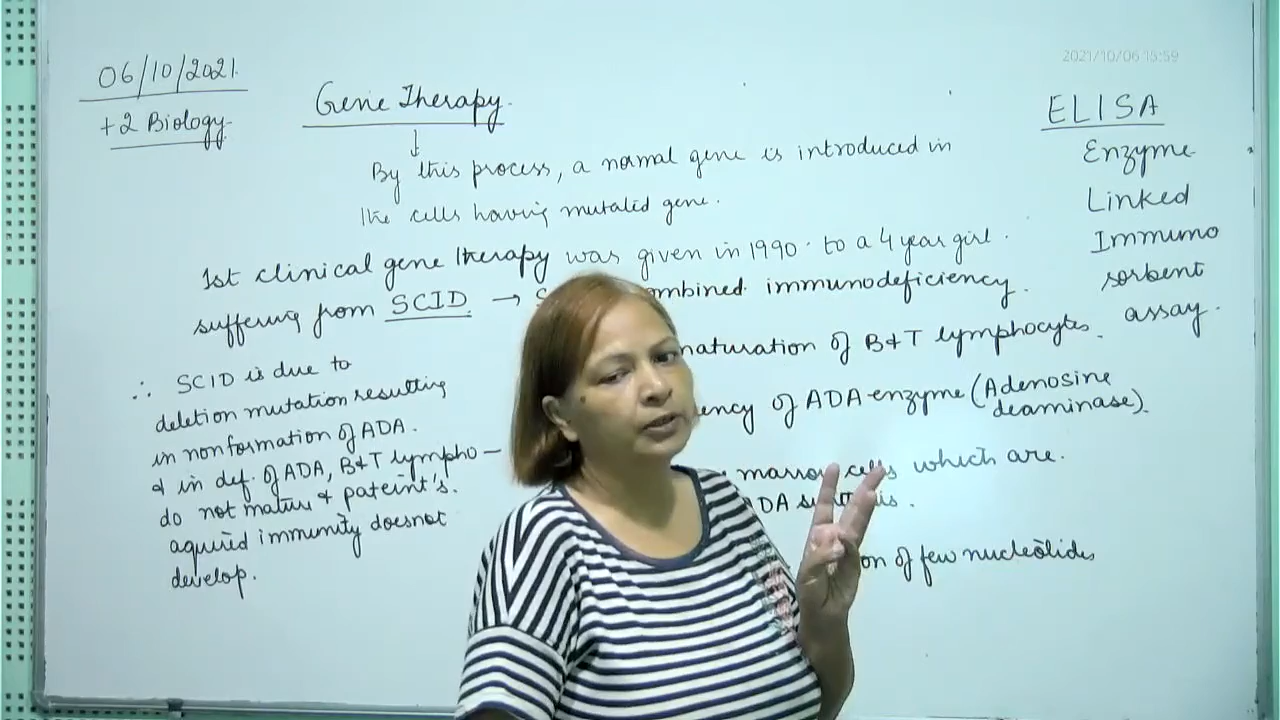 06/10/2021.
+2 Biology
2021/10/06 15:59
Gene Therapy.
By this process, a normal gene is introduced in
the cells having mutated gene.
1st clinical gene therapy was given in 1990 to a 4 year girl.
suffering from SCID → immunodeficiency.
maturation of B&T lymphocytes.
of ADA enzyme (Adenosine
deaminase).
marrow cells which are.
of few nucleotides
∴ SCID is due to
deletion mutation resulting
in nonformation of ADA.
& in def. of ADA, B&T lympho-
do not mature & pateint's.
aquired immunity doesnot
develop.
ELISA
Enzyme
Linked
Immuno
sorbent
assay.